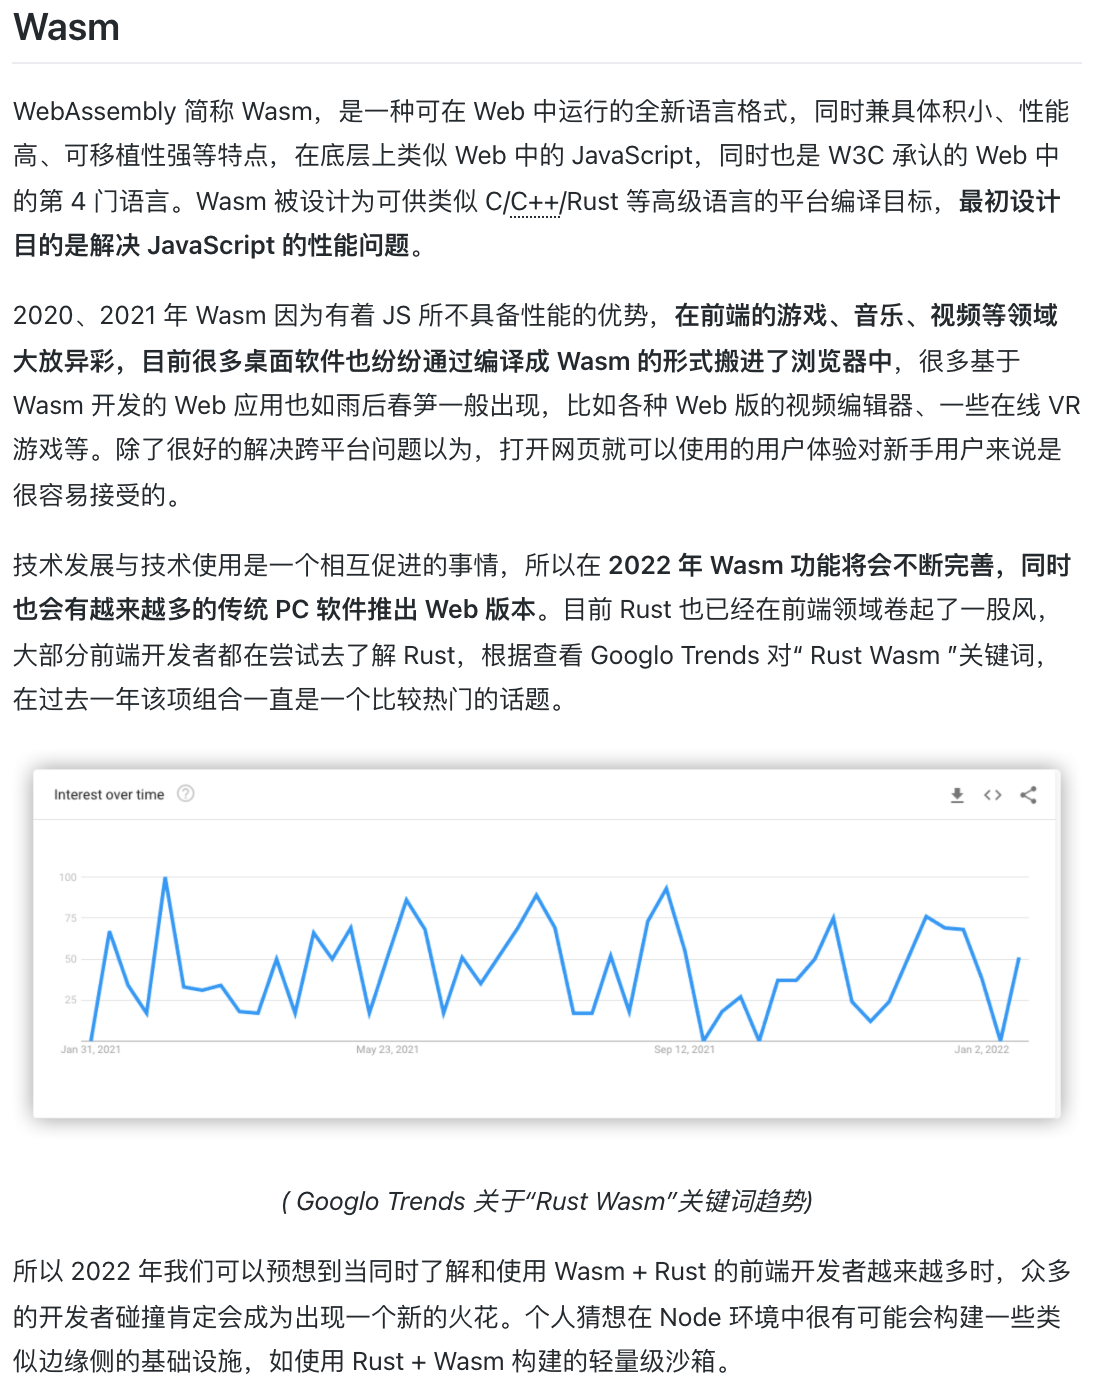 Wasm
WebAssembly 简称 Wasm，是一种可在 Web 中运行的全新语言格式，同时兼具体积小、性能
高、可移植性强等特点，在底层上类似 Web 中的 JavaScript，同时也是 W3C 承认的 Web 中
的第 4 门语言。Wasm 被设计为可供类似 C/C++/Rust 等高级语言的平台编译目标，最初设计
目的是解决 JavaScript 的性能问题。
2020、2021 年 Wasm 因为有着 JS 所不具备性能的优势，在前端的游戏、音乐、视频等领域
大放异彩，目前很多桌面软件也纷纷通过编译成 Wasm 的形式搬进了浏览器中，很多基于
Wasm 开发的 Web 应用也如雨后春笋一般出现，比如各种 Web 版的视频编辑器、一些在线 VR
游戏等。除了很好的解决跨平台问题以为，打开网页就可以使用的用户体验对新手用户来说是
很容易接受的。
技术发展与技术使用是一个相互促进的事情，所以在 2022 年 Wasm 功能将会不断完善，同时
也会有越来越多的传统 PC 软件推出 Web 版本。目前 Rust 也已经在前端领域卷起了一股风，
大部分前端开发者都在尝试去了解 Rust，根据查看 Googlo Trends 对“ Rust Wasm ”关键词，
在过去一年该项组合一直是一个比较热门的话题。
Interest over time
100
75
50
25
Jan 31, 2021 May 23, 2021 Sep 12, 2021 Jan 2, 2022
( Googlo Trends 关于“Rust Wasm”关键词趋势)
所以 2022 年我们可以预想到当同时了解和使用 Wasm + Rust 的前端开发者越来越多时，众多
的开发者碰撞肯定会成为出现一个新的火花。个人猜想在 Node 环境中很有可能会构建一些类
似边缘侧的基础设施，如使用 Rust + Wasm 构建的轻量级沙箱。